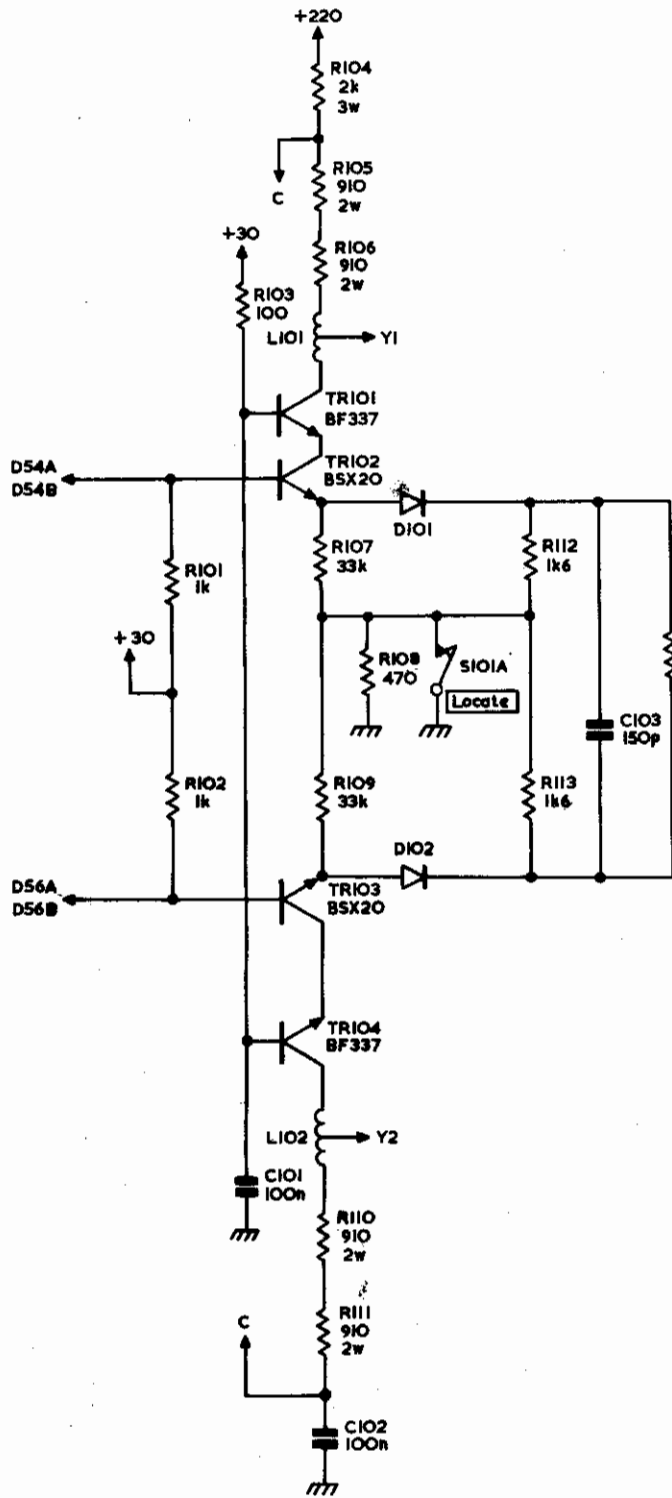 +220
R104
2k
3w
C
R105
910
2w
+30
R106
910
2w
R103
100
L101
Y1
TR101
BF337
D54A
D54B
TR102
BSX20
D101
R101
1k
R107
33k
R112
1k6
+30
R108
470
S101A
Locate
C103
150p
R102
1k
R109
33k
R113
1k6
D102
D56A
D56B
TR103
BSX20
TR104
BF337
L102
Y2
C101
100n
R110
910
2w
C
R111
910
2w
C102
100n